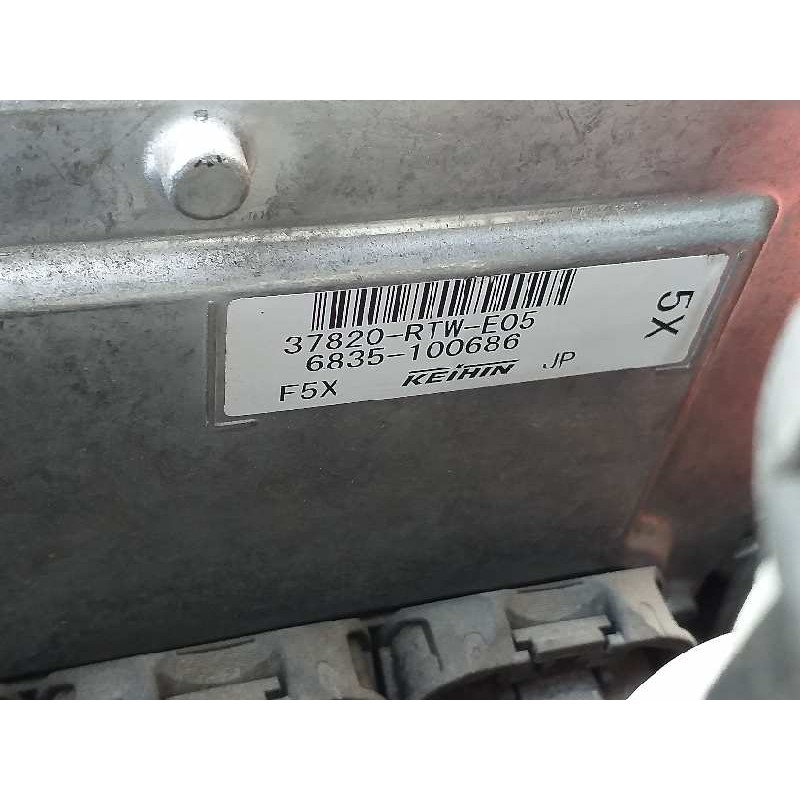 37820-RTW-E05
6835-100686
F5X KEIHIN JP
5X